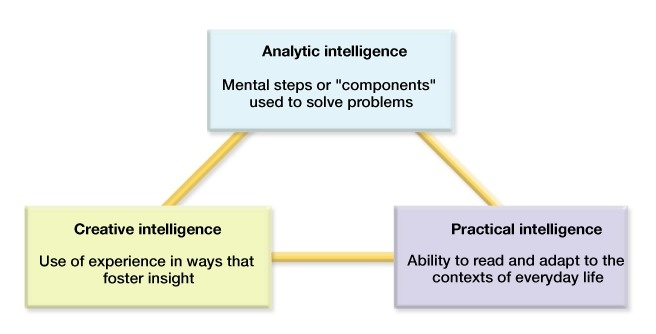 Analytic intelligence
Mental steps or "components"
used to solve problems
Creative intelligence
Use of experience in ways that
foster insight
Practical intelligence
Ability to read and adapt to the
contexts of everyday life